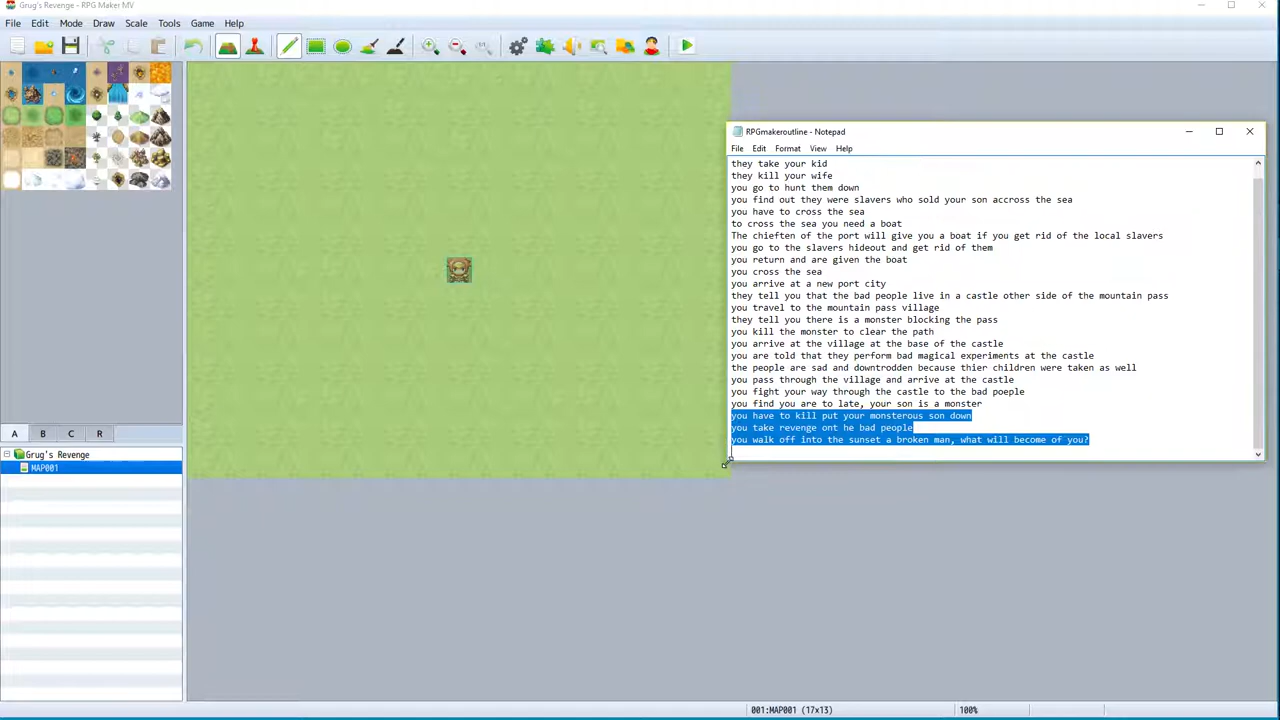 Grug's Revenge - RPG Maker MV
File Edit Mode Draw Scale Tools Game Help
RPGmakeroutline - Notepad
File Edit Format View Help
they take your kid
they kill your wife
you go to hunt them down
you find out they were slavers who sold your son accross the sea
you have to cross the sea
to cross the sea you need a boat
The chieften of the port will give you a boat if you get rid of the local slavers
you go to the slavers hideout and get rid of them
you return and are given the boat
you cross the sea
you arrive at a new port city
they tell you that the bad people live in a castle other side of the mountain pass
you travel to the mountain pass village
they tell you there is a monster blocking the pass
you kill the monster to clear the path
you arrive at the village at the base of the castle
you are told that they perform bad magical experiments at the castle
the people are sad and downtrodden because thier children were taken as well
you pass through the village and arrive at the castle
you fight your way through the castle to the bad poeple
you find you are to late, your son is a monster
you have to kill put your monsterous son down
you take revenge ont he bad people
you walk off into the sunset a broken man, what will become of you?
A B C R
Grug's Revenge
MAP001
001:MAP001 (17x13) 100%